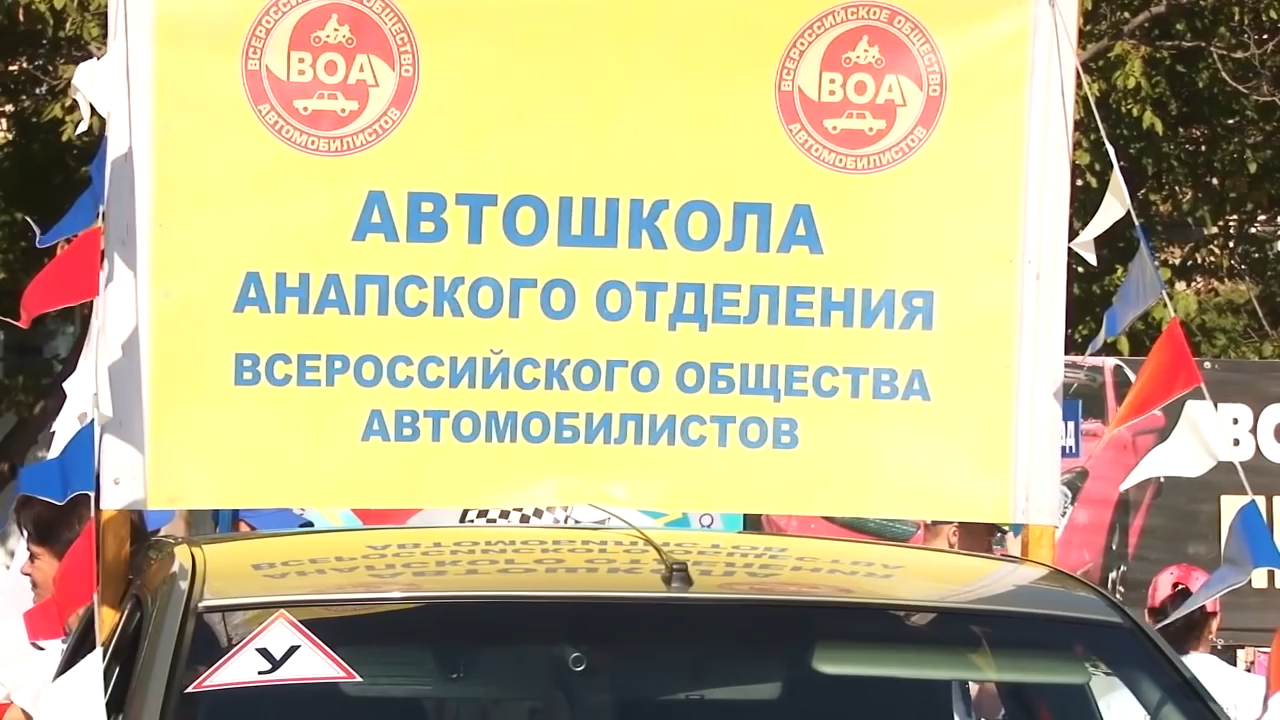 ВСЕРОССИЙСКОЕ ОБЩЕСТВО
ВОА
АВТОМОБИЛИСТОВ
ВСЕРОССИЙСКОЕ ОБЩЕСТВО
ВОА
АВТОМОБИЛИСТОВ
АВТОШКОЛА
АНАПСКОГО ОТДЕЛЕНИЯ
ВСЕРОССИЙСКОГО ОБЩЕСТВА
АВТОМОБИЛИСТОВ
У